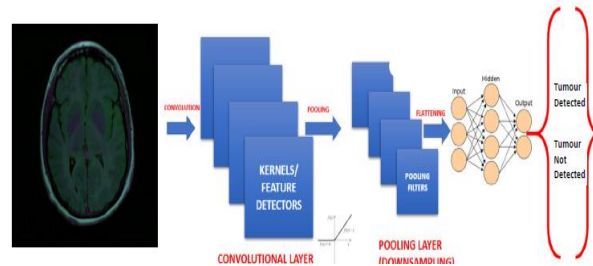 CONVOLUTION
KERNELS/
FEATURE
DETECTORS
CONVOLUTIONAL LAYER
POOLING
POOLING
FILTERS
POOLING LAYER
(DOWNSAMPLING)
FLATTENING
Input
Hidden
Output
Tumour
Detected
Tumour
Not
Detected